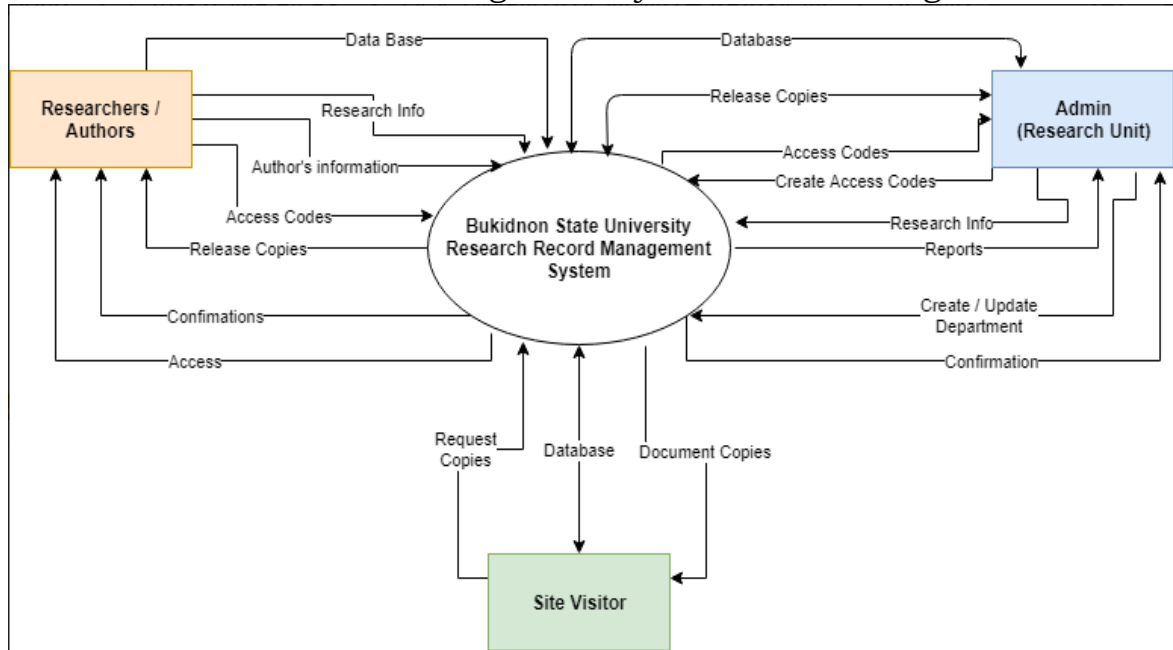 Data Base
Database
Researchers /
Authors
Research Info
Release Copies
Admin
(Research Unit)
Author's information
Access Codes
Create Access Codes
Access Codes
Research Info
Bukidnon State University
Research Record Management
System
Release Copies
Reports
Confimations
Create / Update
Department
Access
Confirmation
Request
Copies
Database
Document Copies
Site Visitor